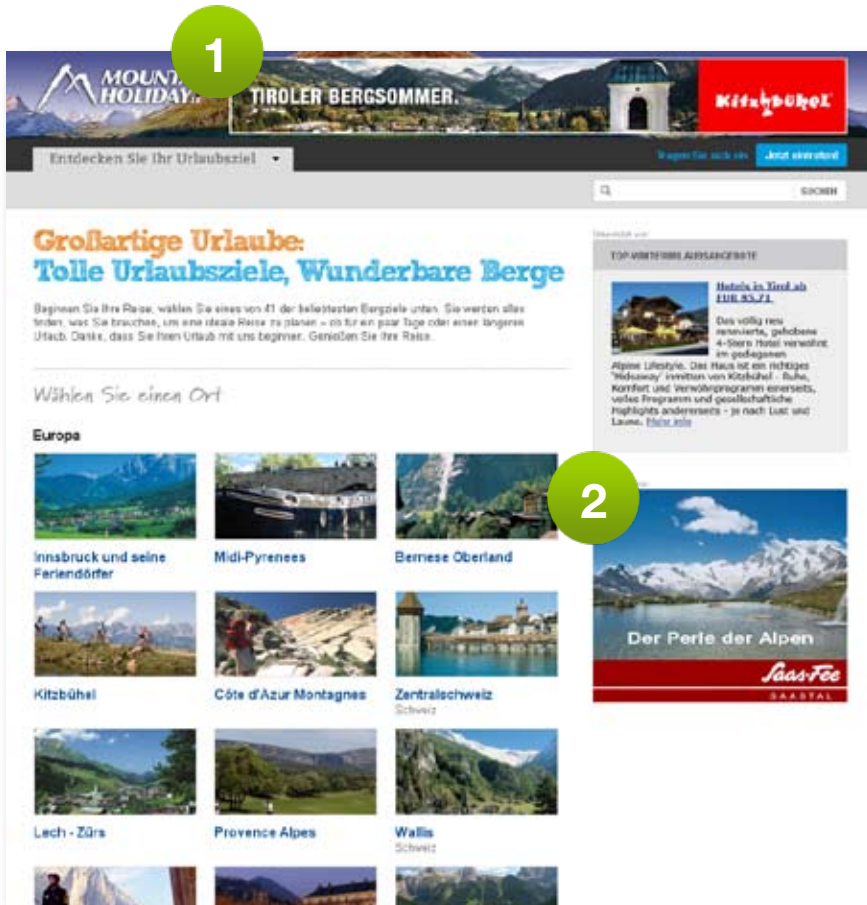 1
MOUNT
HOLIDAY
TIROLER BERGSOMMER.
Kitzbühel
Entdecken Sie Ihr Urlaubsziel
Tragen Sie sich ein
Jetzt eintreten!
SUCHEN
Großartige Urlaube:
Tolle Urlaubsziele, Wunderbare Berge
Beginnen Sie Ihre Reise, wählen Sie eines von 41 der beliebtesten Bergziele unten. Sie werden alles
finden, was Sie brauchen, um eine ideale Reise zu planen – ob für ein paar Tage oder einen längeren
Urlaub. Danke, dass Sie Ihren Urlaub mit uns beginnen. Genießen Sie Ihre Reise.
Wählen Sie einen Ort
Europa
Innsbruck und seine
Feriendörfer
Midi-Pyrenees
Bernese Oberland
Kitzbühel
Côte d'Azur Montagnes
Zentralschweiz
Schweiz
Lech - Zürs
Provence Alpes
Wallis
Schweiz
TOP-WINTERURLAUBSANGEBOTE
Hotels in Tirol ab
EUR 85,71
Das völlig neu
renovierte, gehobene
4-Stern Hotel verwöhnt
im gediegenen
Alpine Lifestyle. Das Haus ist ein richtiges
'Hideaway' inmitten von Kitzbühel - Ruhe,
Komfort und Verwöhnprogramm einerseits,
volles Programm und gesellschaftliche
Highlights andererseits - je nach Lust und
Laune. Mehr info
2
Der Perle der Alpen
Saas-Fee
SAASTAL